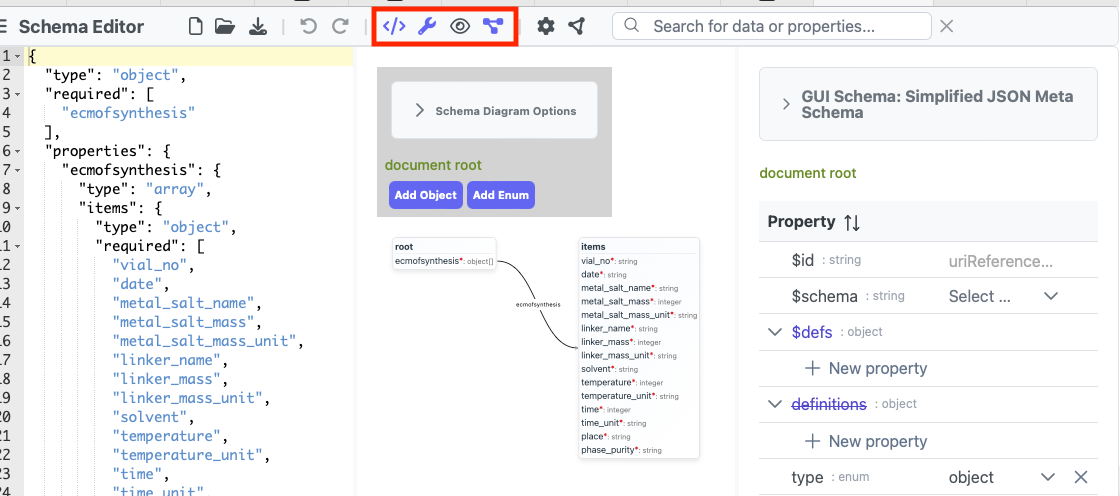 Schema Editor
Search for data or properties...
1 {
2 "type": "object",
3 "required": [
4 "ecmofsynthesis"
5 ],
6 "properties": {
7 "ecmofsynthesis": {
8 "type": "array",
9 "items": {
10 "type": "object",
11 "required": [
12 "vial_no",
13 "date",
14 "metal_salt_name",
15 "metal_salt_mass",
16 "metal_salt_mass_unit",
17 "linker_name",
18 "linker_mass",
19 "linker_mass_unit",
20 "solvent",
21 "temperature",
22 "temperature_unit",
23 "time",
24 "time_unit",
Schema Diagram Options
document root
Add Object Add Enum
root
ecmofsynthesis*: object[]
ecmofsynthesis
items
vial_no*: string
date*: string
metal_salt_name*: string
metal_salt_mass*: integer
metal_salt_mass_unit*: string
linker_name*: string
linker_mass*: integer
linker_mass_unit*: string
solvent*: string
temperature*: integer
temperature_unit*: string
time*: integer
time_unit*: string
place*: string
phase_purity*: string
GUI Schema: Simplified JSON Meta
Schema
document root
Property
$id : string uriReference...
$schema : string Select ...
$defs : object
New property
definitions : object
New property
type : enum object